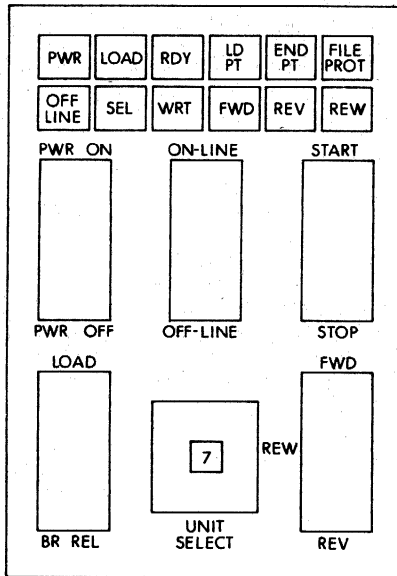 PWR LOAD RDY LD PT END PT FILE PROT
OFF LINE SEL WRT FWD REV REW
PWR ON ON-LINE START
PWR OFF OFF-LINE STOP
LOAD FWD
7 REW
BR REL UNIT SELECT REV